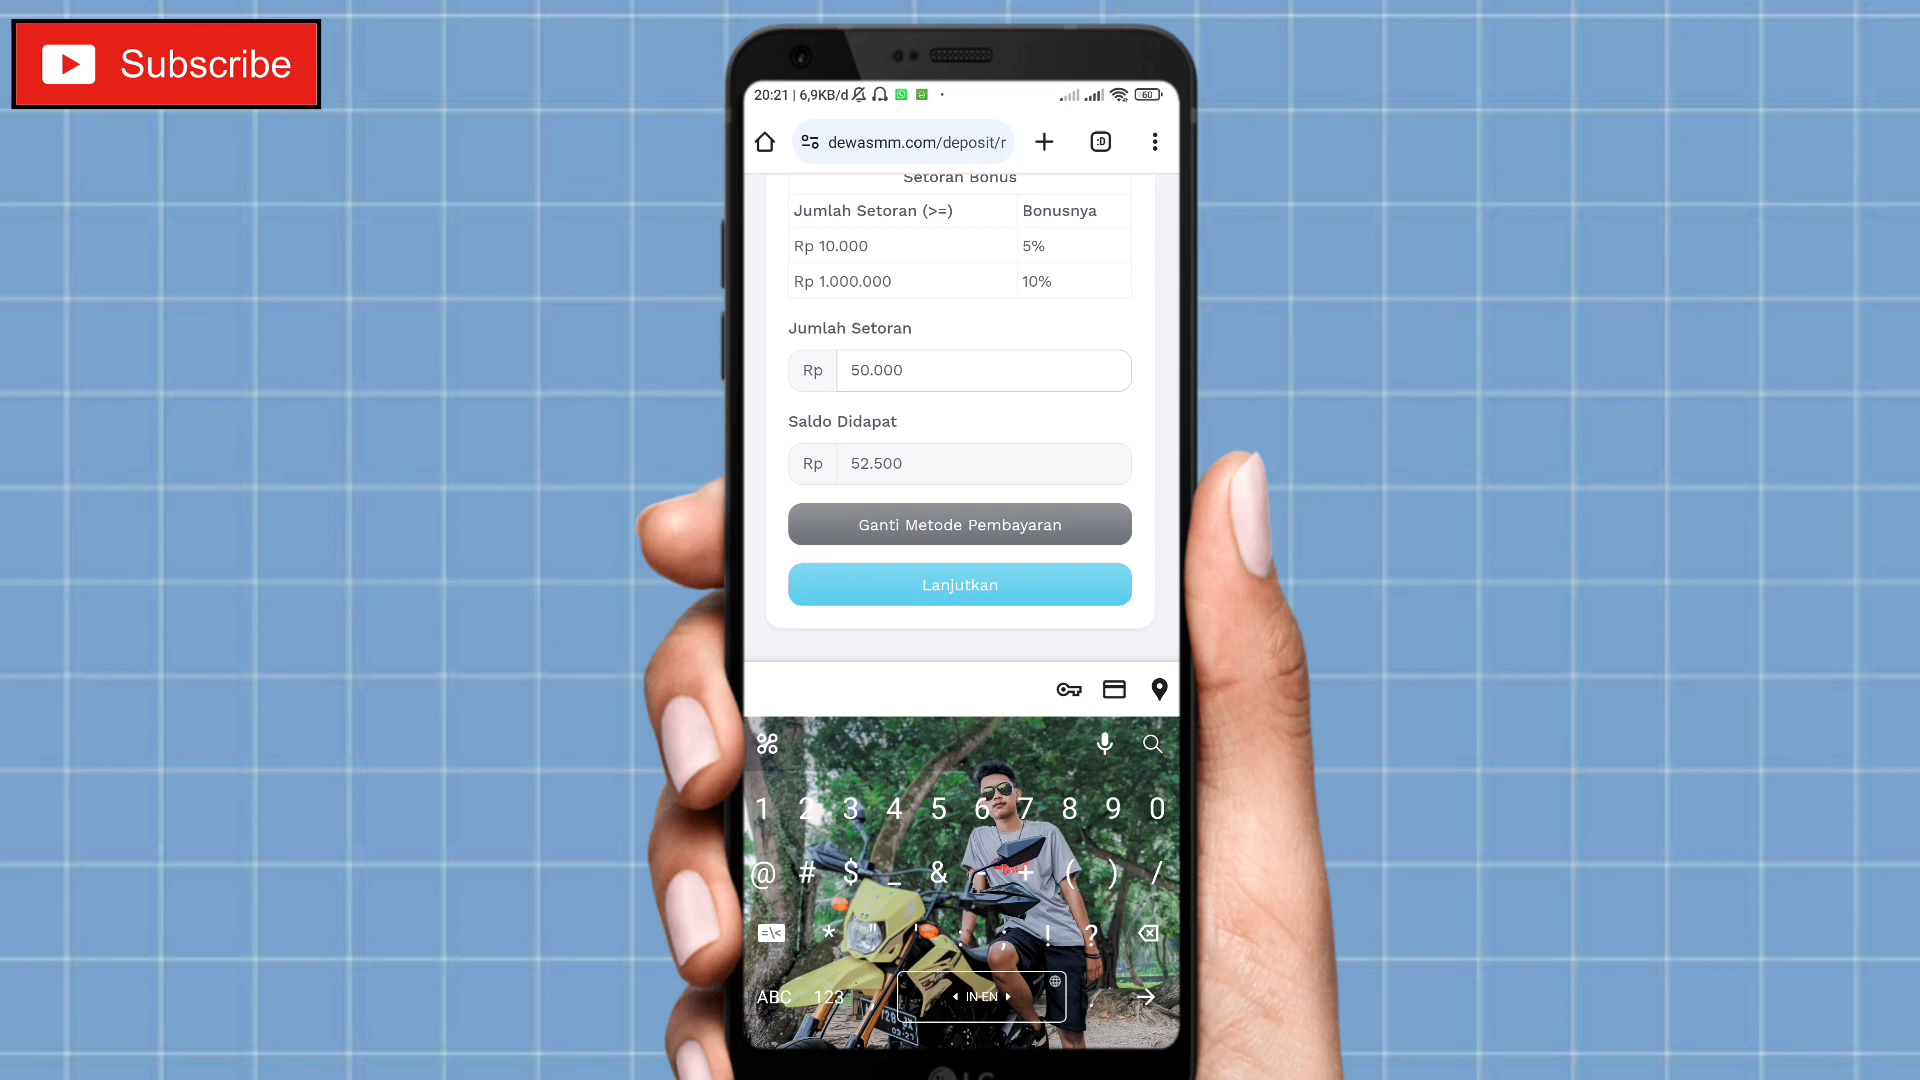 Subscribe
20:21 | 6,9KB/d
60
dewasmm.com/deposit/r
:D
Setoran Bonus
Jumlah Setoran (>=) Bonusnya
Rp 10.000 5%
Rp 1.000.000 10%
Jumlah Setoran
Rp 50.000
Saldo Didapat
Rp 52.500
Ganti Metode Pembayaran
Lanjutkan
1 2 3 4 5 6 7 8 9 0
@ # $ _ & - + ( ) /
=\< * " ' : ; ! ?
ABC 123 , IN-EN .
LG